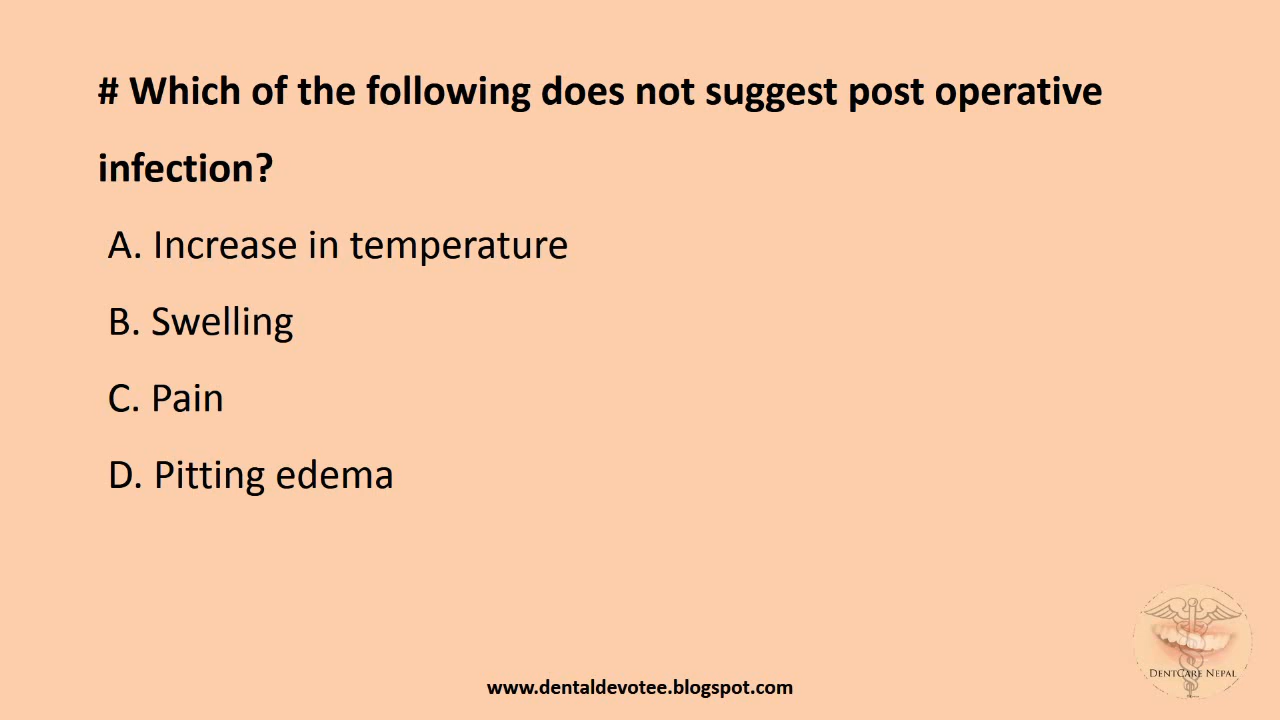 # Which of the following does not suggest post operative
infection?
A. Increase in temperature
B. Swelling
C. Pain
D. Pitting edema
DentCare Nepal
www.dentaldevotee.blogspot.com